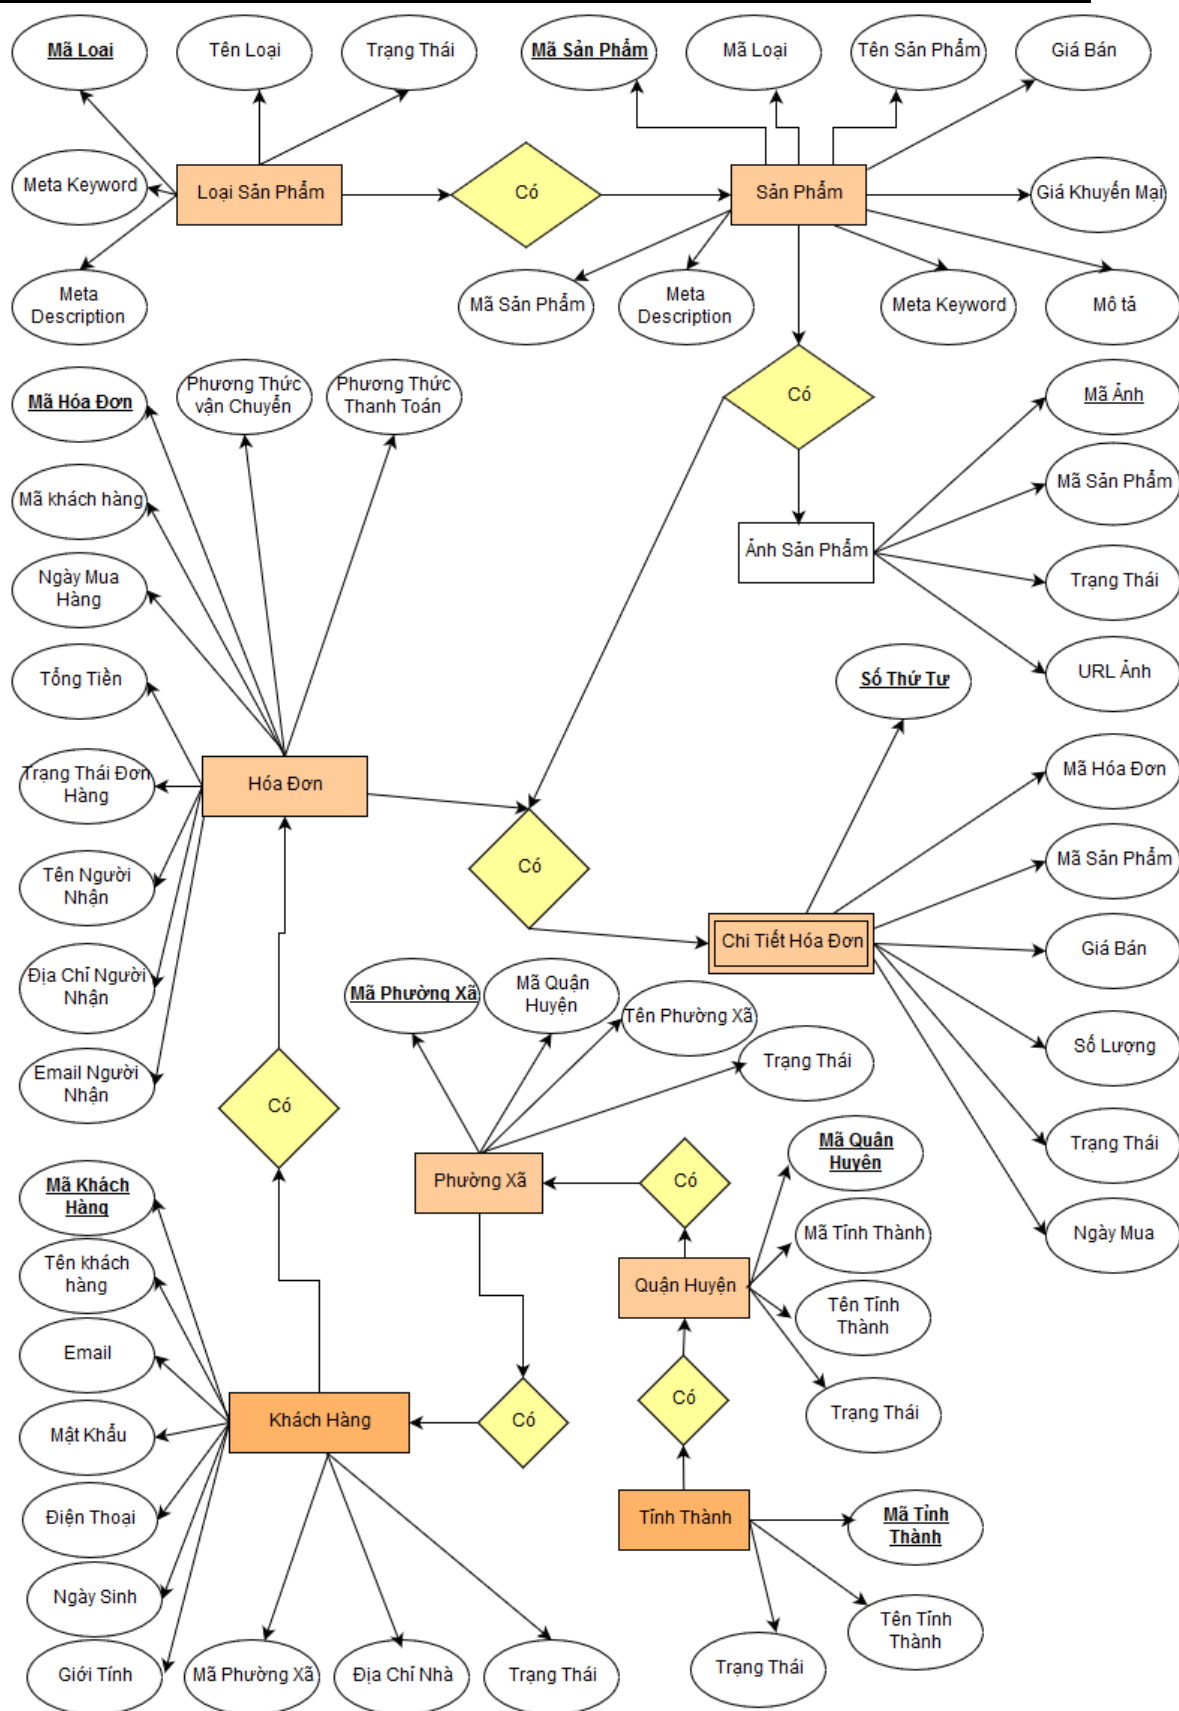 Mã Loại
Tên Loại
Trạng Thái
Mã Sản Phẩm
Mã Loại
Tên Sản Phẩm
Giá Bán
Meta Keyword
Loại Sản Phẩm
Có
Sản Phẩm
Giá Khuyến Mại
Meta
Description
Mã Sản Phẩm
Meta
Description
Meta Keyword
Mô tả
Mã Hóa Đơn
Phương Thức
vận Chuyển
Phương Thức
Thanh Toán
Có
Mã Ảnh
Mã khách hàng
Mã Sản Phẩm
Ảnh Sản Phẩm
Ngày Mua
Hàng
Trạng Thái
Tổng Tiền
Số Thứ Tự
URL Ảnh
Trạng Thái Đơn
Hàng
Hóa Đơn
Mã Hóa Đơn
Tên Người
Nhận
Có
Mã Sản Phẩm
Chi Tiết Hóa Đơn
Giá Bán
Địa Chỉ Người
Nhận
Mã Phường Xã
Mã Quận
Huyện
Tên Phường Xã
Số Lượng
Email Người
Nhận
Có
Trạng Thái
Mã Quận
Huyện
Trạng Thái
Mã Khách
Hàng
Phường Xã
Có
Mã Tỉnh Thành
Ngày Mua
Tên khách
hàng
Quận Huyện
Tên Tỉnh
Thành
Email
Có
Trạng Thái
Mật Khẩu
Khách Hàng
Có
Điện Thoại
Tỉnh Thành
Mã Tỉnh
Thành
Ngày Sinh
Tên Tỉnh
Thành
Giới Tính
Mã Phường Xã
Địa Chỉ Nhà
Trạng Thái
Trạng Thái